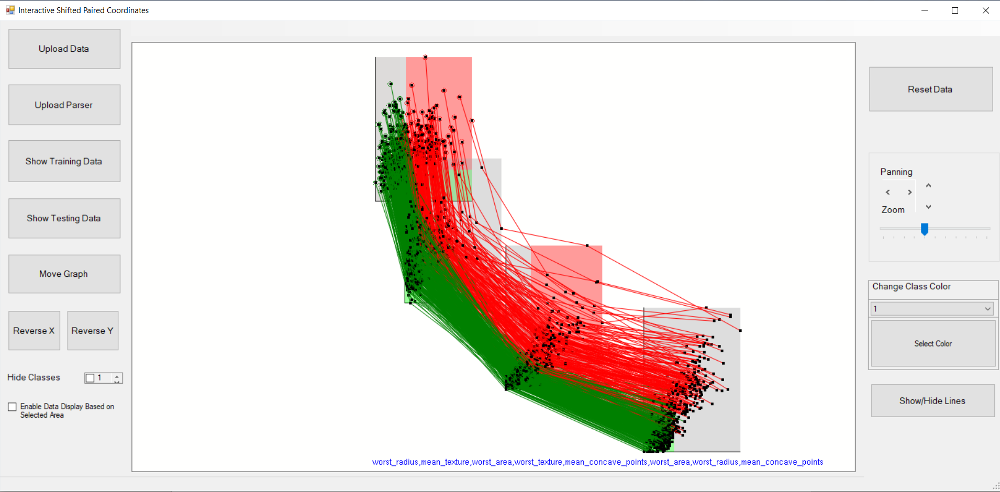 Interactive Shifted Paired Coordinates
Upload Data
Upload Parser
Show Training Data
Show Testing Data
Move Graph
Reverse X
Reverse Y
Hide Classes
1
Enable Data Display Based on
Selected Area
worst_radius,mean_texture,worst_area,worst_texture,mean_concave_points,worst_area,worst_radius,mean_concave_points
Reset Data
Panning
Zoom
Change Class Color
1
Select Color
Show/Hide Lines